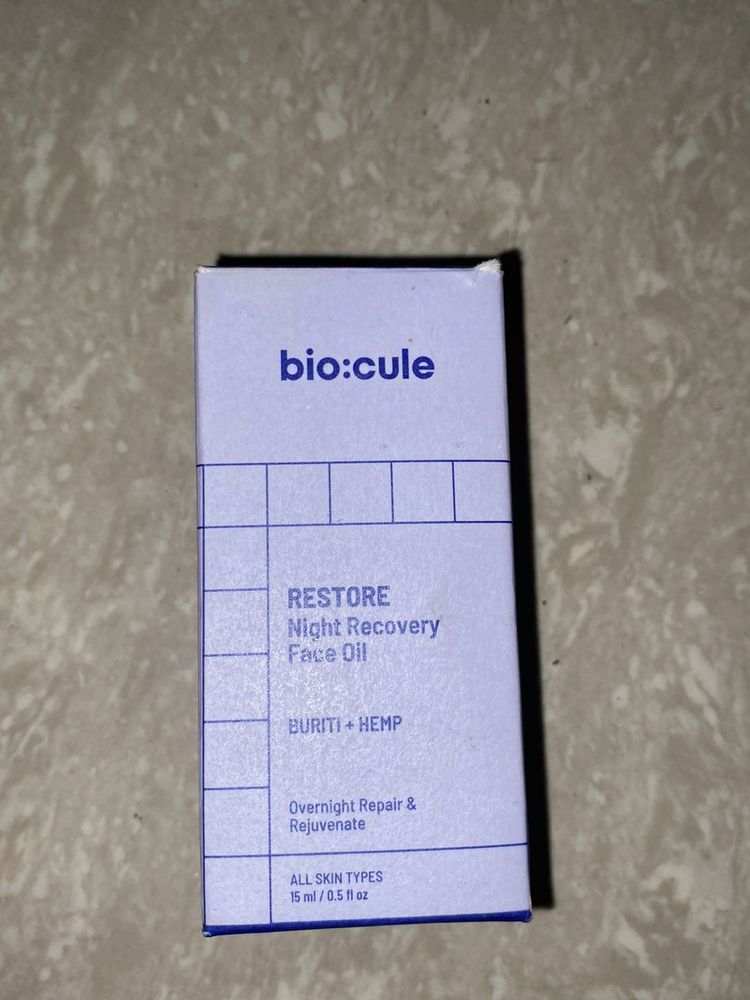 bio:cule
RESTORE
Night Recovery
Face Oil
BURITI + HEMP
Overnight Repair &
Rejuvenate
ALL SKIN TYPES
15 ml / 0.5 fl oz